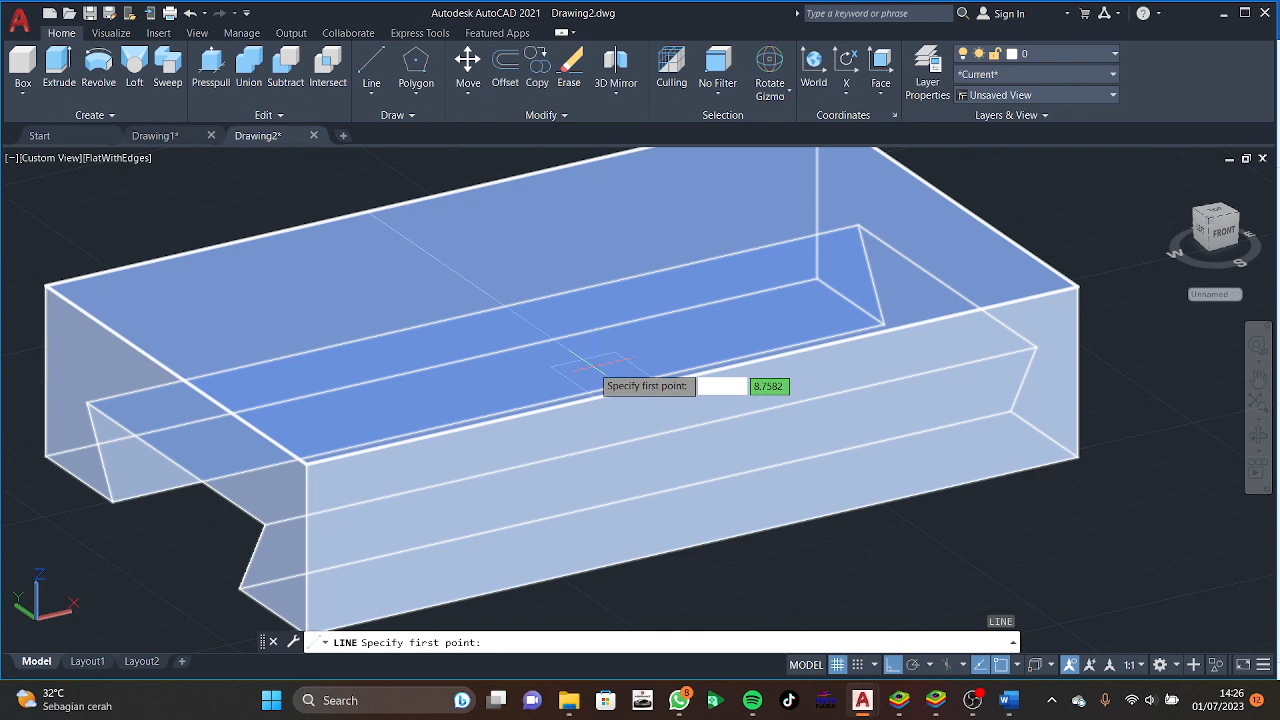 Autodesk AutoCAD 2021 Drawing2.dwg
Type a keyword or phrase
Sign In
Home Visualize Insert View Manage Output Collaborate Express Tools Featured Apps
Box Extrude Revolve Loft Sweep Presspull Union Subtract Intersect Line Polygon Move Offset Copy Erase 3D Mirror Culling No Filter Rotate Gizmo World X Face Layer Properties
0
*Current*
Unsaved View
Create Edit Draw Modify Selection Coordinates Layers & View
Start Drawing1* Drawing2*
[−][Custom View][FlatWithEdges]
TOP
FRONT
W E S
Unnamed
Specify first point: 8.7582
Z
Y X
LINE
LINE Specify first point:
Model Layout1 Layout2
MODEL 1:1
32°C
Sebagian cerah
Search
8
14:26
01/07/2023
12